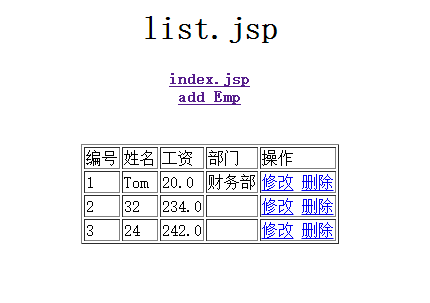 list.jsp
index.jsp
add Emp
编号 姓名 工资 部门 操作
1 Tom 20.0 财务部 修改 删除
2 32 234.0 修改 删除
3 24 242.0 修改 删除